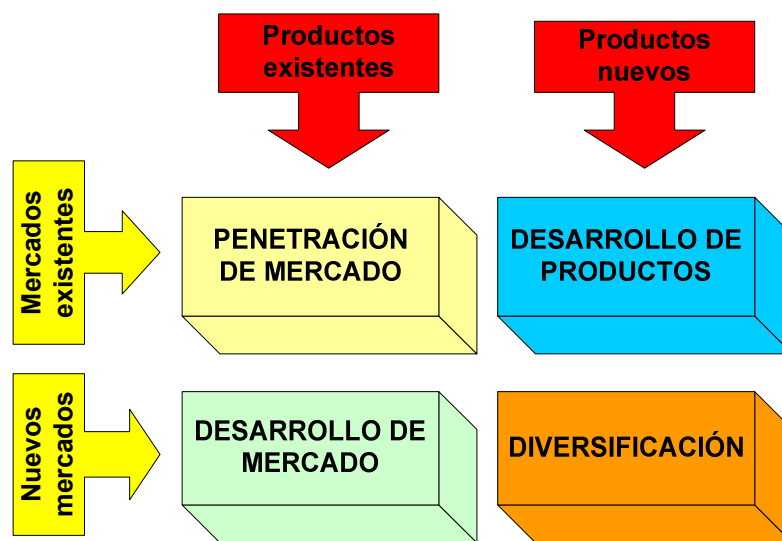 Productos
existentes
Productos
nuevos
Mercados
existentes
PENETRACIÓN
DE MERCADO
DESARROLLO DE
PRODUCTOS
Nuevos
mercados
DESARROLLO DE
MERCADO
DIVERSIFICACIÓN